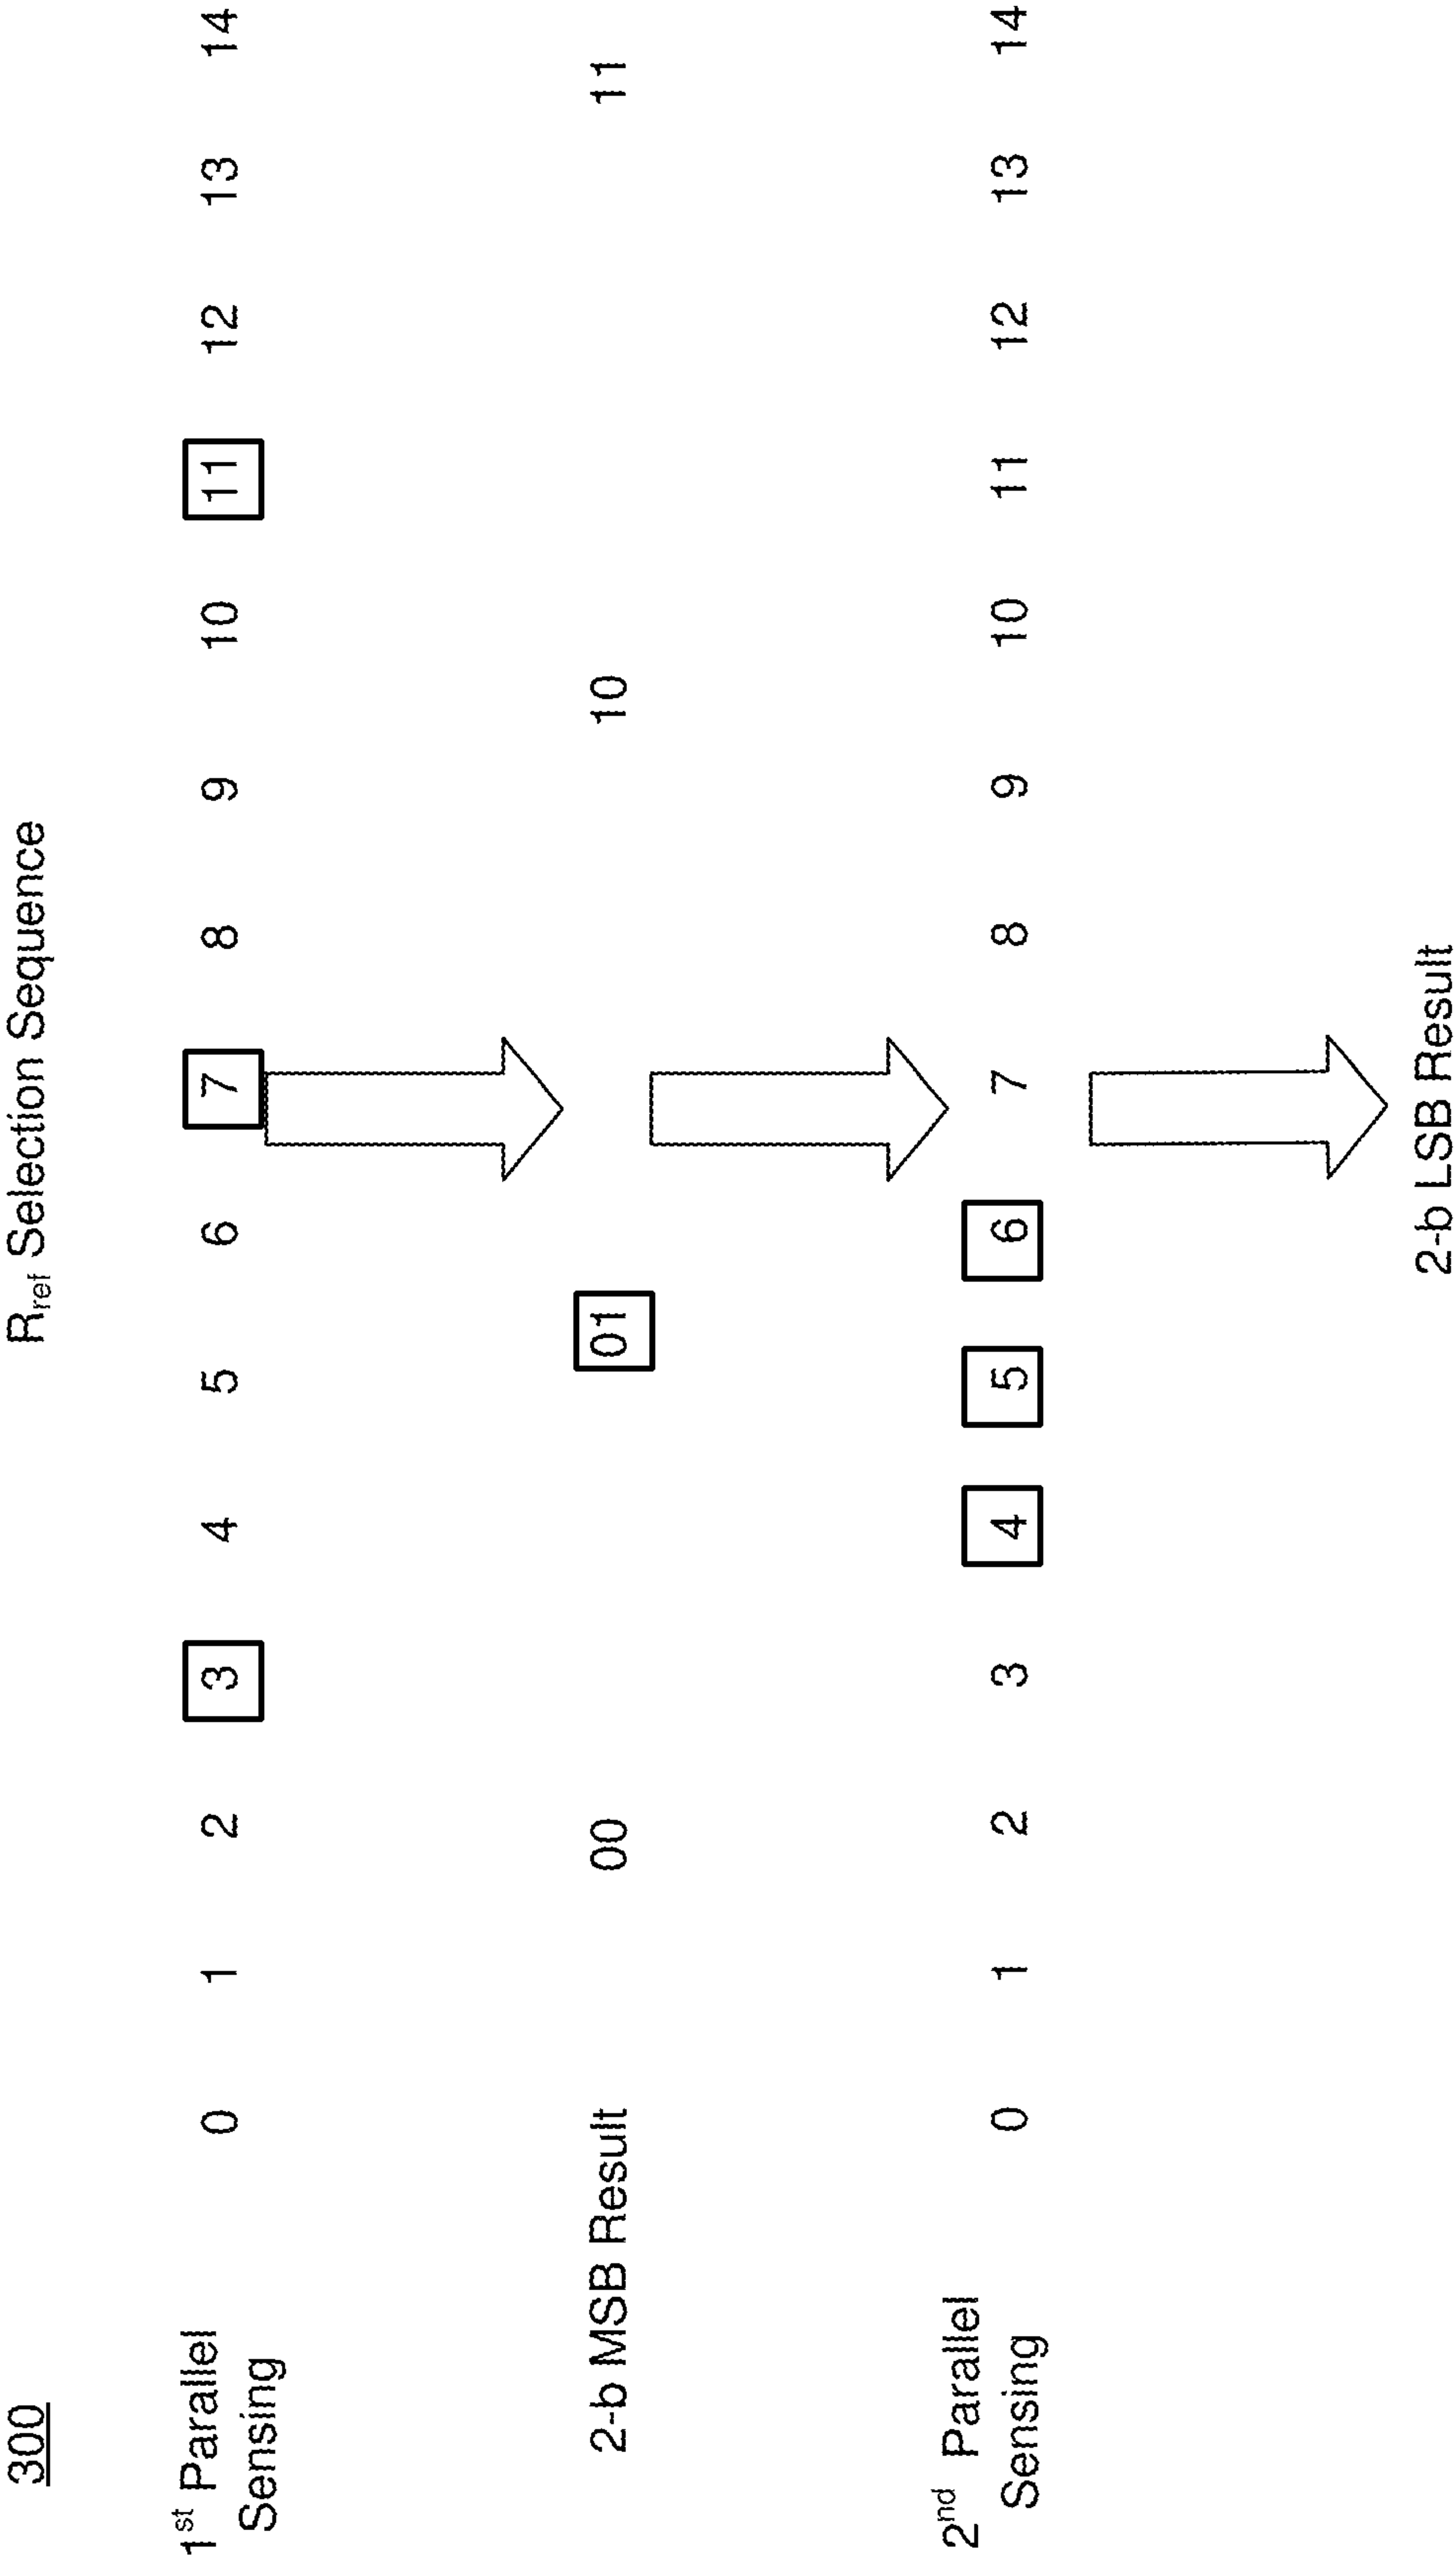 300
R_ref Selection Sequence
1st Parallel
Sensing
0 1 2 3 4 5 6 7 8 9 10 11 12 13 14
2-b MSB Result 00 01 10 11
2nd Parallel
Sensing
0 1 2 3 4 5 6 7 8 9 10 11 12 13 14
2-b LSB Result